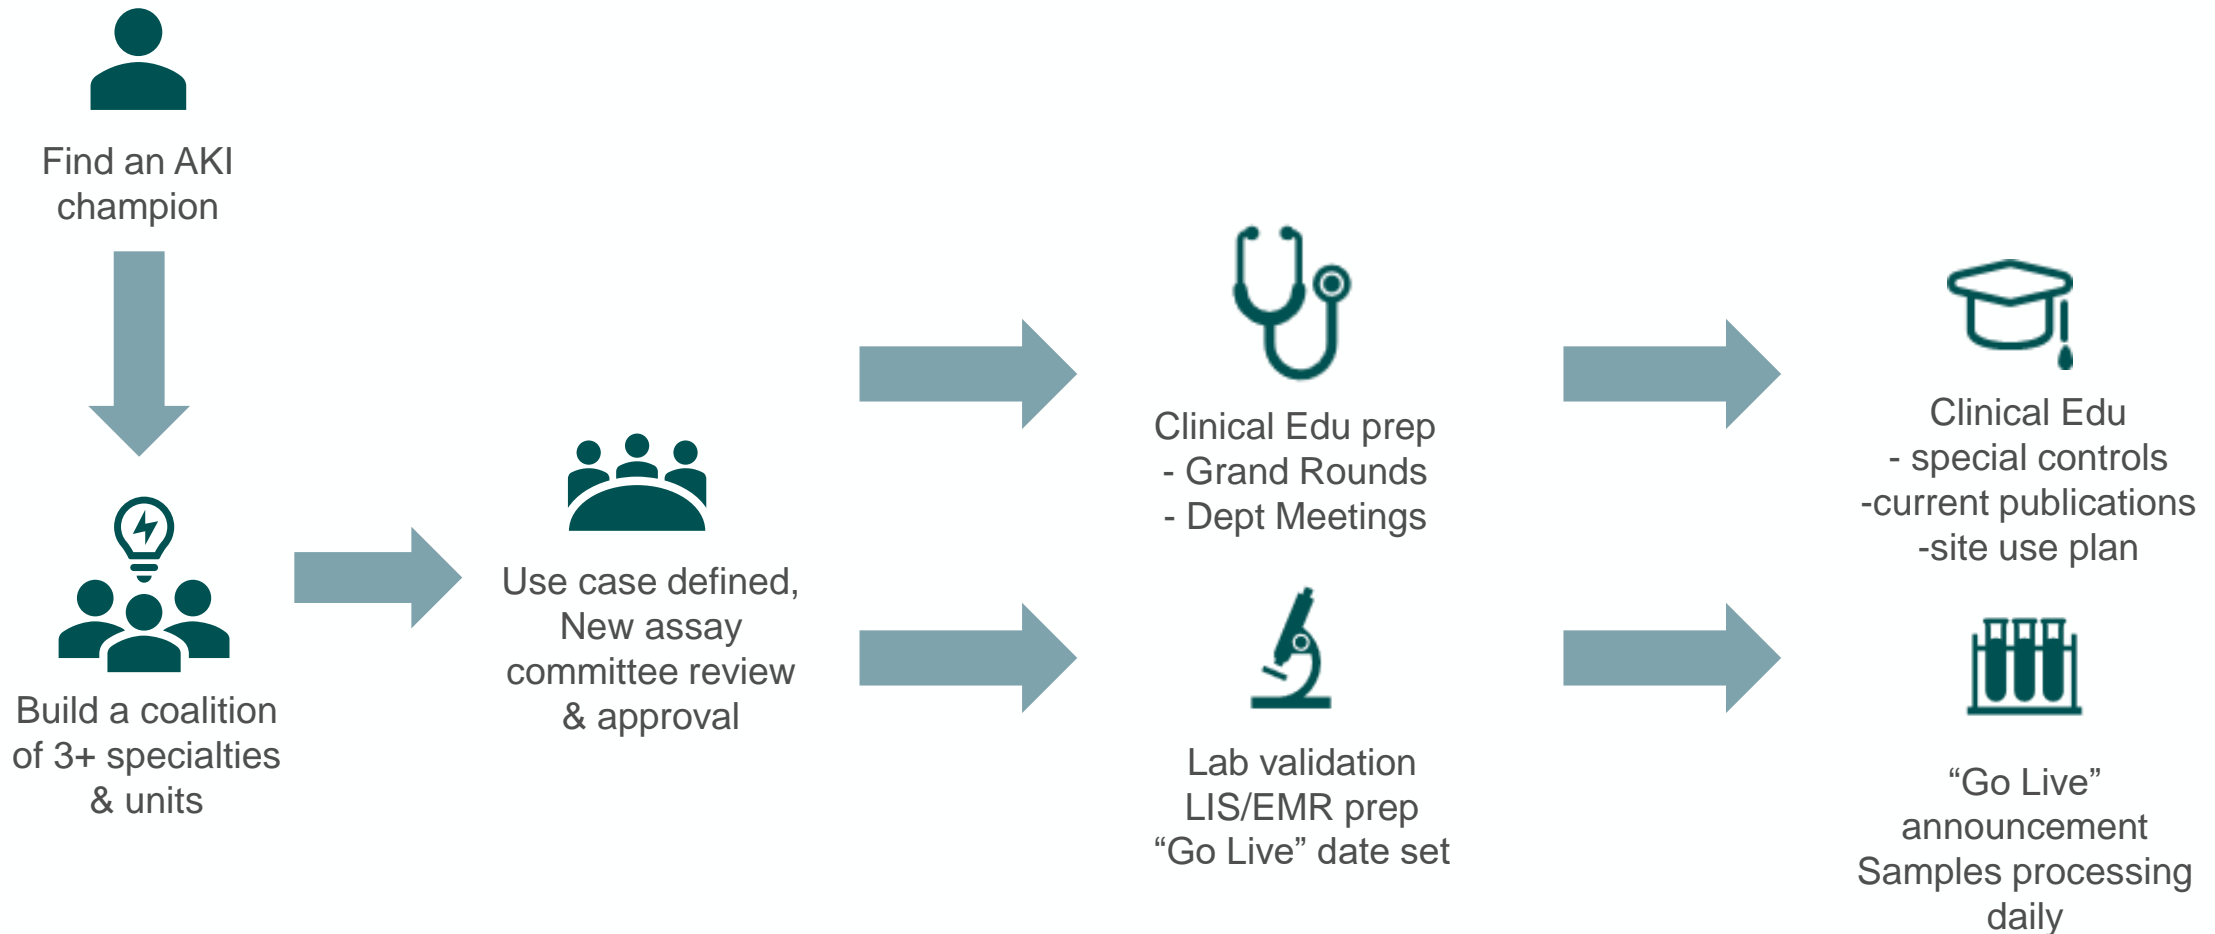 Find an AKI
champion
Build a coalition
of 3+ specialties
& units
Use case defined,
New assay
committee review
& approval
Clinical Edu prep
- Grand Rounds
- Dept Meetings
Lab validation
LIS/EMR prep
“Go Live” date set
Clinical Edu
- special controls
-current publications
-site use plan
“Go Live”
announcement
Samples processing
daily